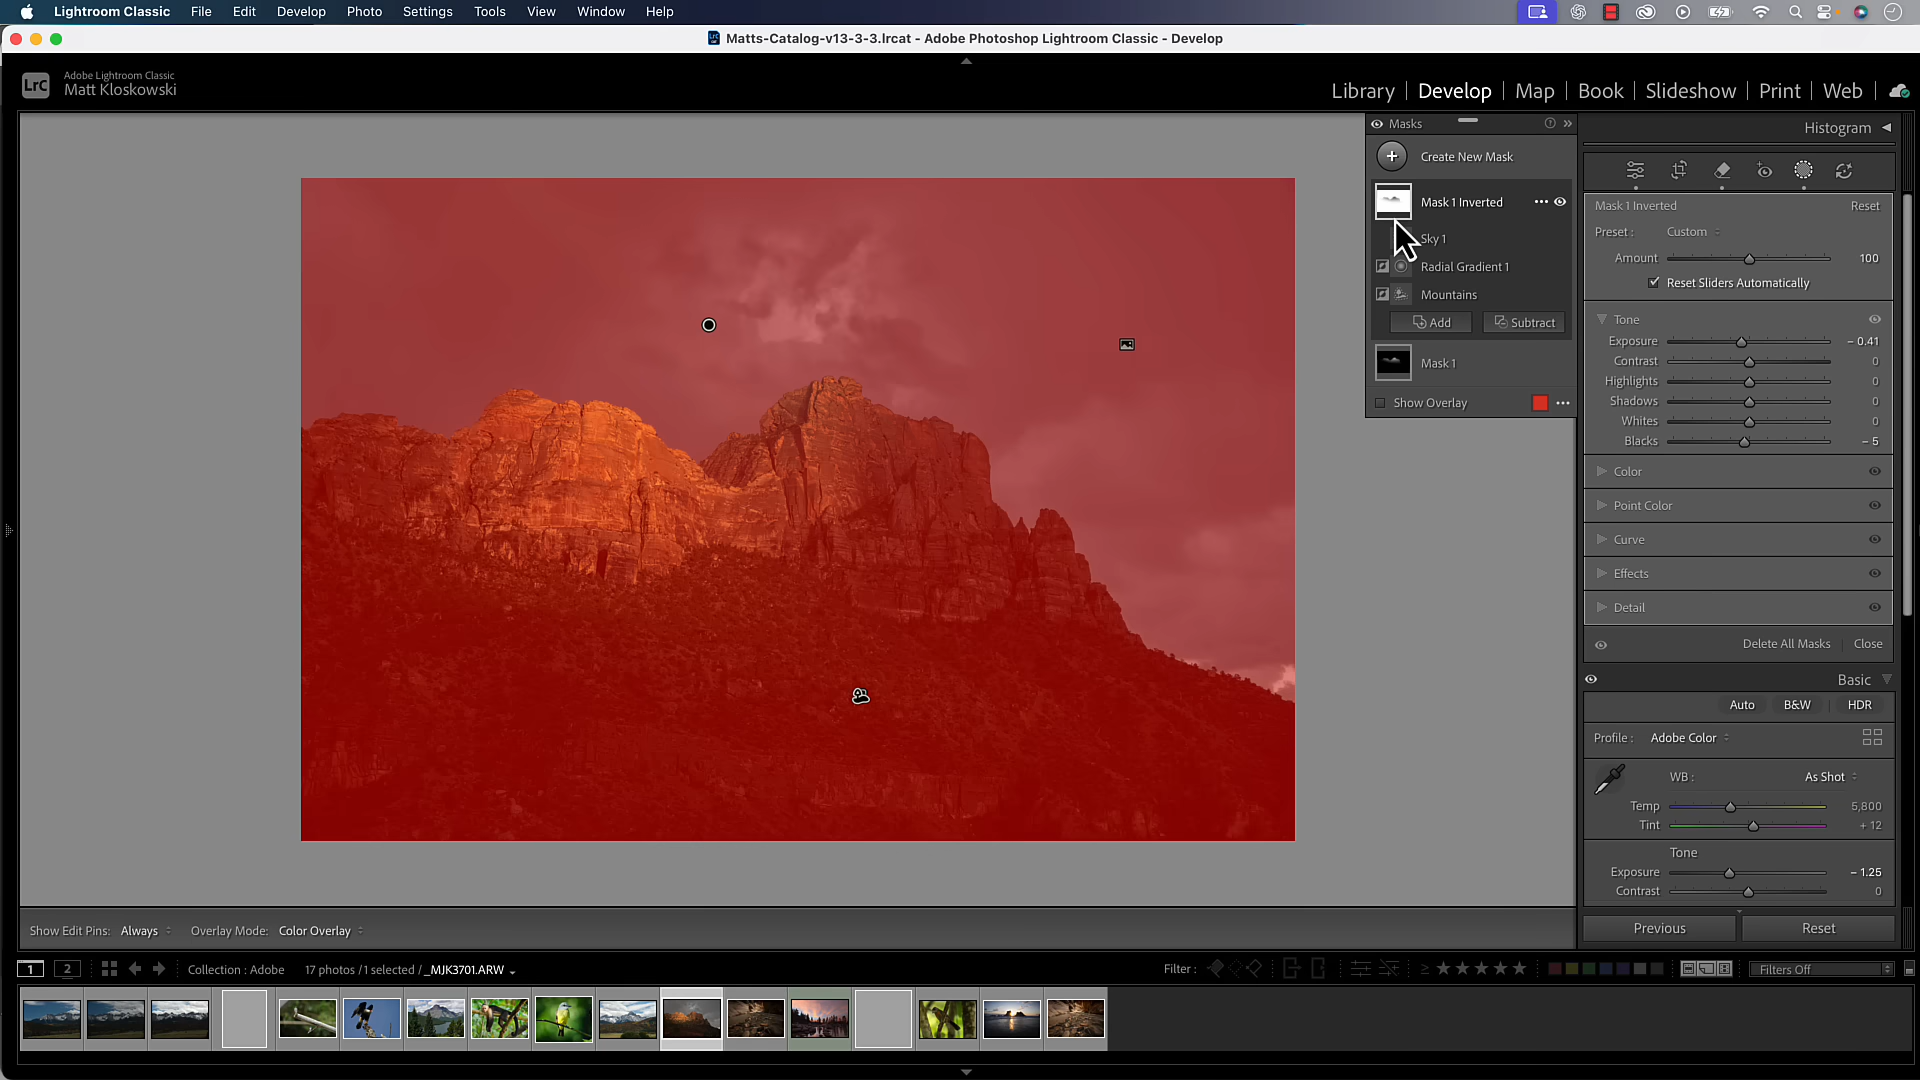 Lightroom Classic File Edit Develop Photo Settings Tools View Window Help
Matts-Catalog-v13-3-3.lrcat - Adobe Photoshop Lightroom Classic - Develop
LrC
Adobe Lightroom Classic
Matt Kloskowski
Library | Develop | Map | Book | Slideshow | Print | Web
Masks
Create New Mask
Mask 1 Inverted
Sky 1
Radial Gradient 1
Mountains
Add Subtract
Mask 1
Show Overlay
Histogram
Mask 1 Inverted Reset
Preset : Custom
Amount 100
Reset Sliders Automatically
Tone
Exposure - 0.41
Contrast 0
Highlights 0
Shadows 0
Whites 0
Blacks - 5
Color
Point Color
Curve
Effects
Detail
Delete All Masks | Close
Basic
Auto B&W | HDR
Profile : Adobe Color
WB : As Shot
Temp 5,800
Tint + 12
Tone
Exposure - 1.25
Contrast 0
Previous Reset
Show Edit Pins: Always Overlay Mode: Color Overlay
1 2 Collection : Adobe 17 photos / 1 selected / _MJK3701.ARW Filter : ≥ ★★★★★ Filters Off